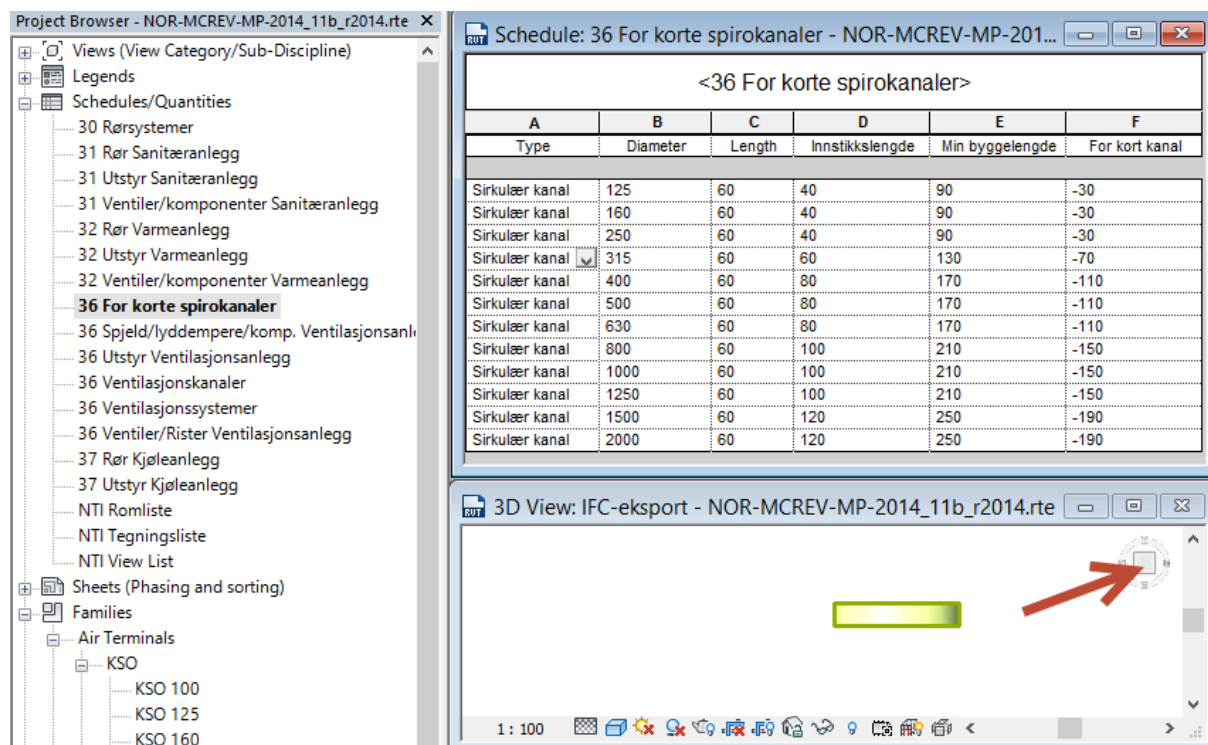 Project Browser - NOR-MCREV-MP-2014_11b_r2014.rte
Views (View Category/Sub-Discipline)
Legends
Schedules/Quantities
30 Rørsystemer
31 Rør Sanitæranlegg
31 Utstyr Sanitæranlegg
31 Ventiler/komponenter Sanitæranlegg
32 Rør Varmeanlegg
32 Utstyr Varmeanlegg
32 Ventiler/komponenter Varmeanlegg
36 For korte spirokanaler
36 Spjeld/lyddempere/komp. Ventilasjonsanl
36 Utstyr Ventilasjonsanlegg
36 Ventilasjonskanaler
36 Ventilasjonssystemer
36 Ventiler/Rister Ventilasjonsanlegg
37 Rør Kjøleanlegg
37 Utstyr Kjøleanlegg
NTI Romliste
NTI Tegningsliste
NTI View List
Sheets (Phasing and sorting)
Families
Air Terminals
KSO
KSO 100
KSO 125
KSO 160
RVT Schedule: 36 For korte spirokanaler - NOR-MCREV-MP-201...
<36 For korte spirokanaler>
A B C D E F
Type Diameter Length Innstikkslengde Min byggelengde For kort kanal
Sirkulær kanal 125 60 40 90 -30
Sirkulær kanal 160 60 40 90 -30
Sirkulær kanal 250 60 40 90 -30
Sirkulær kanal 315 60 60 130 -70
Sirkulær kanal 400 60 80 170 -110
Sirkulær kanal 500 60 80 170 -110
Sirkulær kanal 630 60 80 170 -110
Sirkulær kanal 800 60 100 210 -150
Sirkulær kanal 1000 60 100 210 -150
Sirkulær kanal 1250 60 100 210 -150
Sirkulær kanal 1500 60 120 250 -190
Sirkulær kanal 2000 60 120 250 -190
RVT 3D View: IFC-eksport - NOR-MCREV-MP-2014_11b_r2014.rte
1 : 100